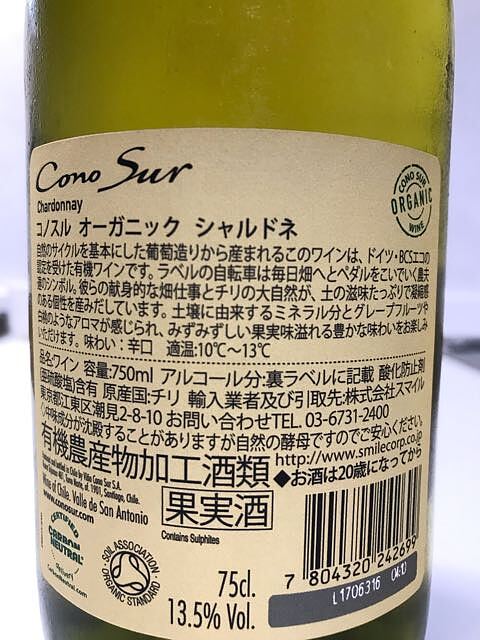 Cono Sur
Chardonnay
CONO SUR
ORGANIC
WINE
コノスル オーガニック シャルドネ
自然のサイクルを基本にした葡萄造りから産まれるこのワインは、ドイツ・BCSエコの
認定を受けた有機ワインです。ラベルの自転車は毎日畑へとペダルをこいでいく農夫
達のシンボル。彼らの献身的な畑仕事とチリの大自然が、土の滋味たっぷりで凝縮感
のある個性を産みだしています。土壌に由来するミネラル分とグレープフルーツや
白桃のようなアロマが感じられ、みずみずしい果実味溢れる豊かな味わいをお楽しみ
いただけます。味わい:辛口 適温:10℃~13℃
品名:ワイン 容量:750ml アルコール分:裏ラベルに記載 酸化防止剤
(亜硫酸塩)含有 原産国:チリ 輸入業者及び引取先:株式会社スマイル
東京都江東区潮見2-8-10 お問い合わせTEL. 03-6731-2400
沈殿することがありますが自然の酵母ですのでご安心ください。
有機農産物加工酒類
http://www.smilecorp.co.jp
◆お酒は20歳になってから
果実酒
Contains Sulphites
Wine of Chile. Valle de San Antonio
www.conosur.com
CERTIFIED
CARBON
NEUTRAL
SOIL ASSOCIATION
ORGANIC STANDARD
75cl.
13.5% Vol.
7 804320 242699
L1706316 04:10